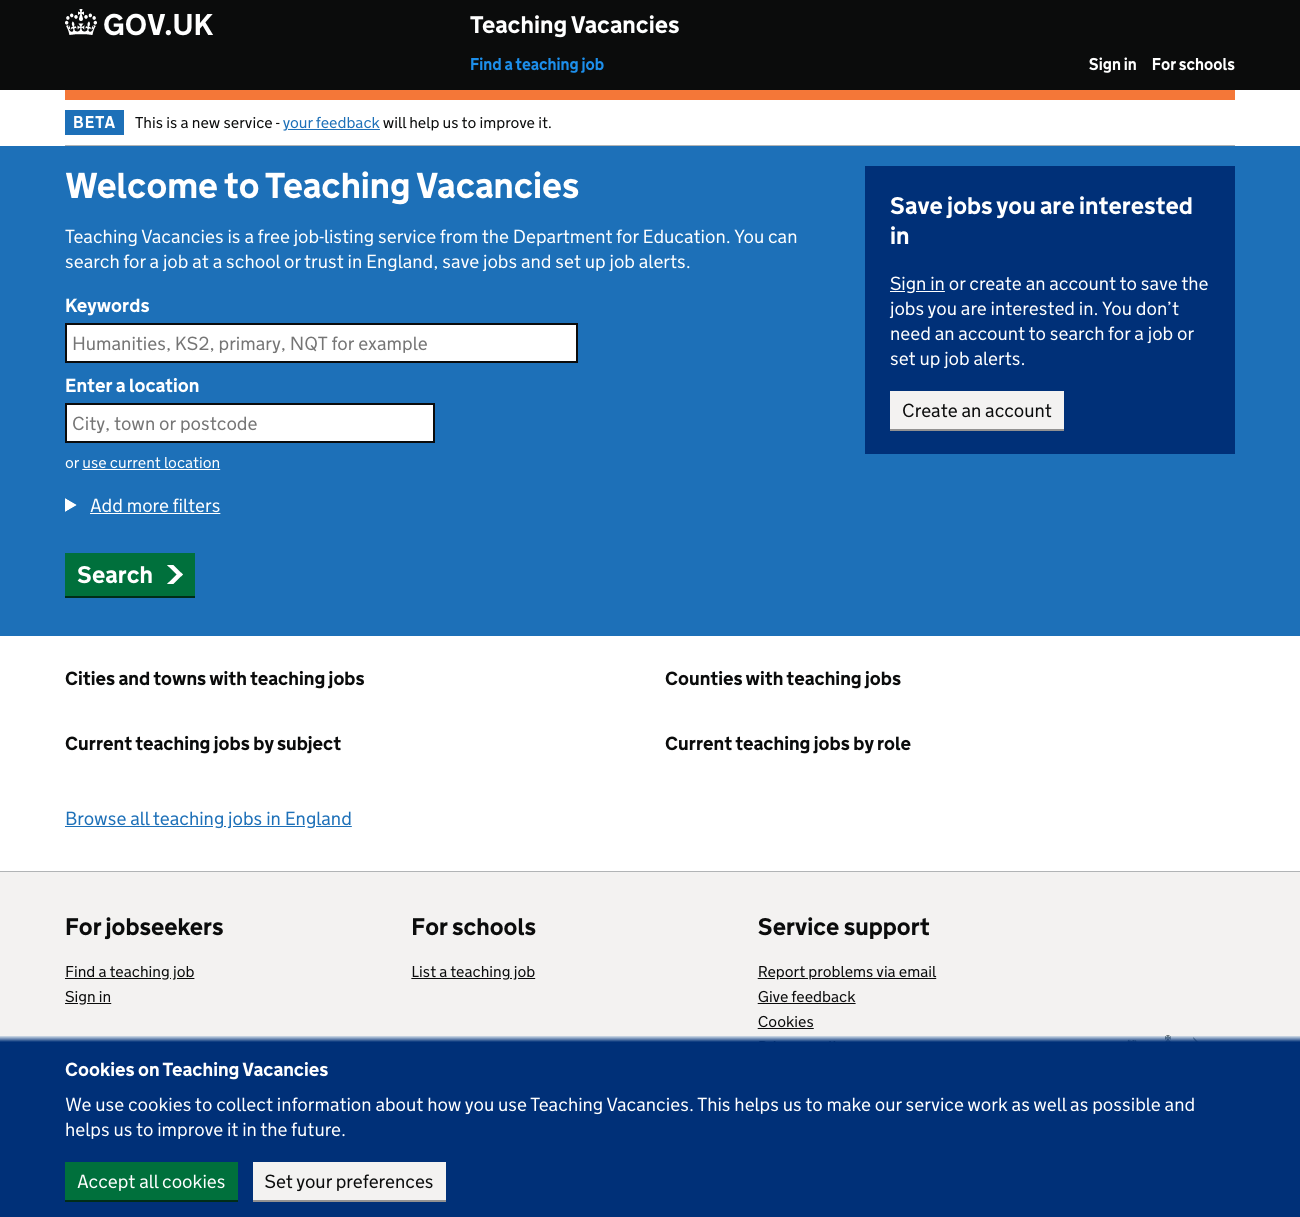 GOV.UK
Teaching Vacancies
Find a teaching job
Sign in
For schools
BETA
This is a new service - your feedback will help us to improve it.
Welcome to Teaching Vacancies
Teaching Vacancies is a free job-listing service from the Department for Education. You can
search for a job at a school or trust in England, save jobs and set up job alerts.
Keywords
Humanities, KS2, primary, NQT for example
Enter a location
City, town or postcode
or use current location
Add more filters
Search
Save jobs you are interested
in
Sign in or create an account to save the
jobs you are interested in. You don’t
need an account to search for a job or
set up job alerts.
Create an account
Cities and towns with teaching jobs
Counties with teaching jobs
Current teaching jobs by subject
Current teaching jobs by role
Browse all teaching jobs in England
For jobseekers
Find a teaching job
Sign in
For schools
List a teaching job
Service support
Report problems via email
Give feedback
Cookies
Cookies on Teaching Vacancies
We use cookies to collect information about how you use Teaching Vacancies. This helps us to make our service work as well as possible and
helps us to improve it in the future.
Accept all cookies
Set your preferences